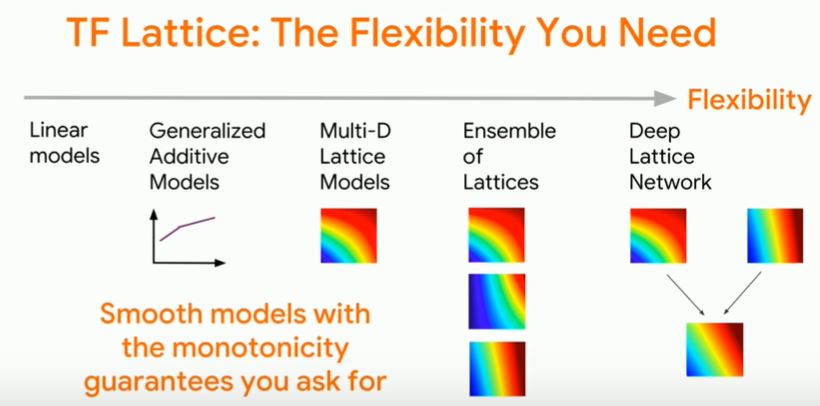 TF Lattice: The Flexibility You Need
Flexibility
Linear
models
Generalized
Additive
Models
Multi-D
Lattice
Models
Ensemble
of
Lattices
Deep
Lattice
Network
Smooth models with
the monotonicity
guarantees you ask for